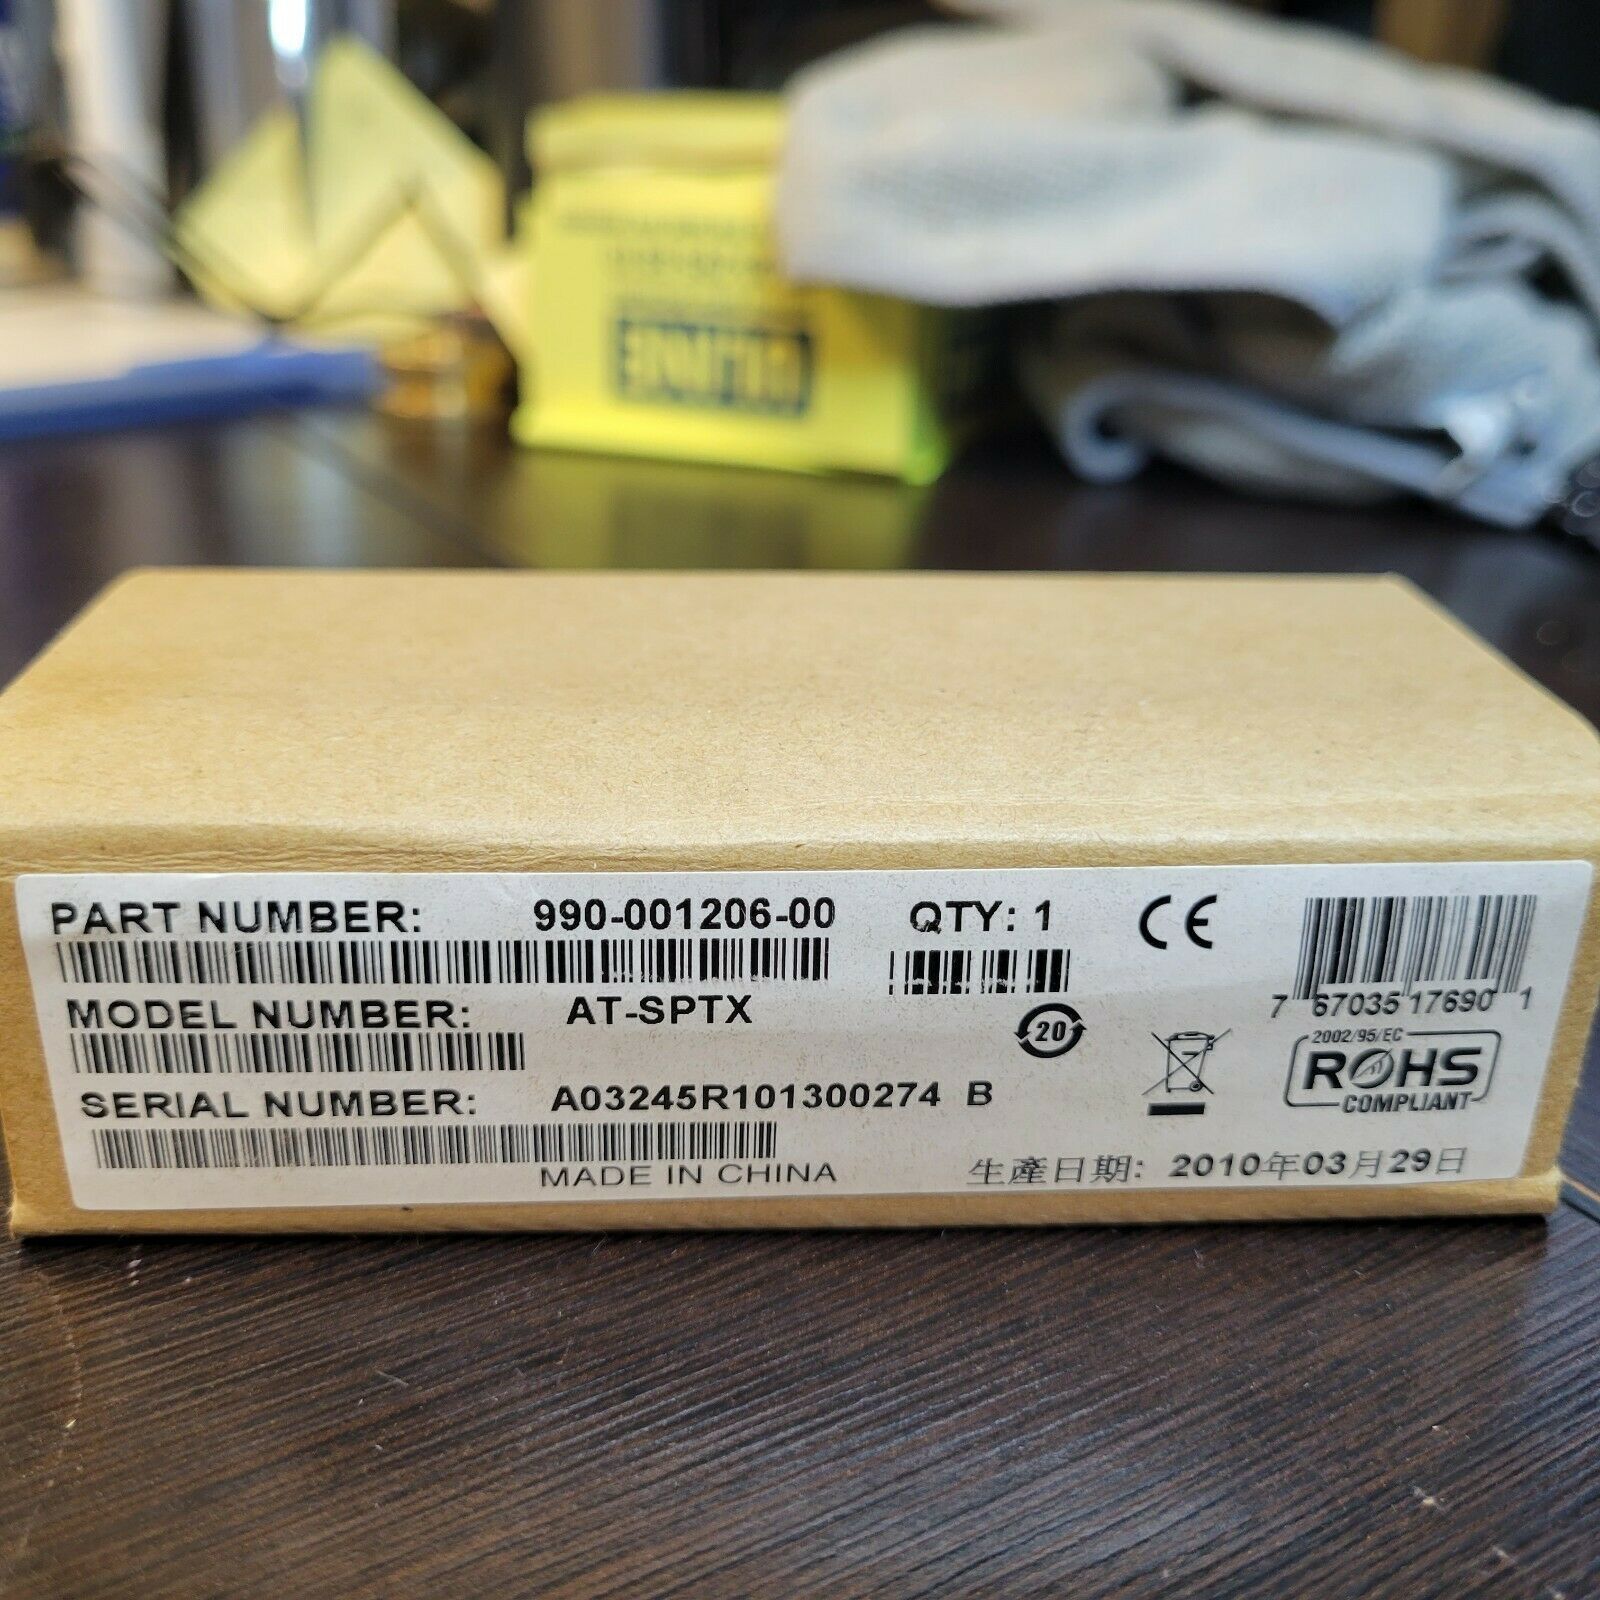 PART NUMBER: 990-001206-00 QTY: 1 CE
MODEL NUMBER: AT-SPTX
7 67035 17690 1
20
2002/95/EC
ROHS
COMPLIANT
SERIAL NUMBER: A03245R101300274 B
MADE IN CHINA
生產日期: 2010年03月29日